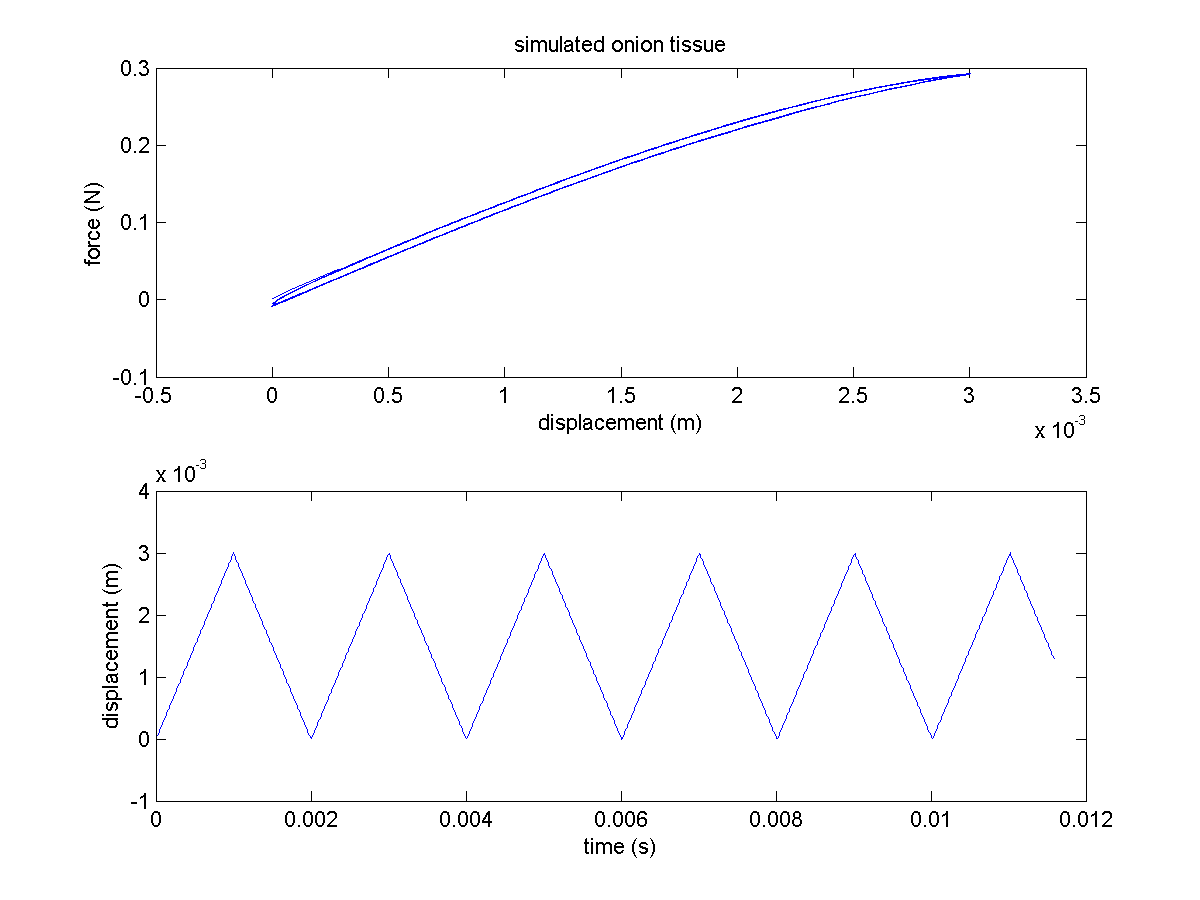 simulated onion tissue
0.3
0.2
0.1
0
-0.1
force (N)
-0.5 0 0.5 1 1.5 2 2.5 3 3.5
displacement (m)
x 10-3
x 10-3
4
3
2
1
0
-1
displacement (m)
0 0.002 0.004 0.006 0.008 0.01 0.012
time (s)